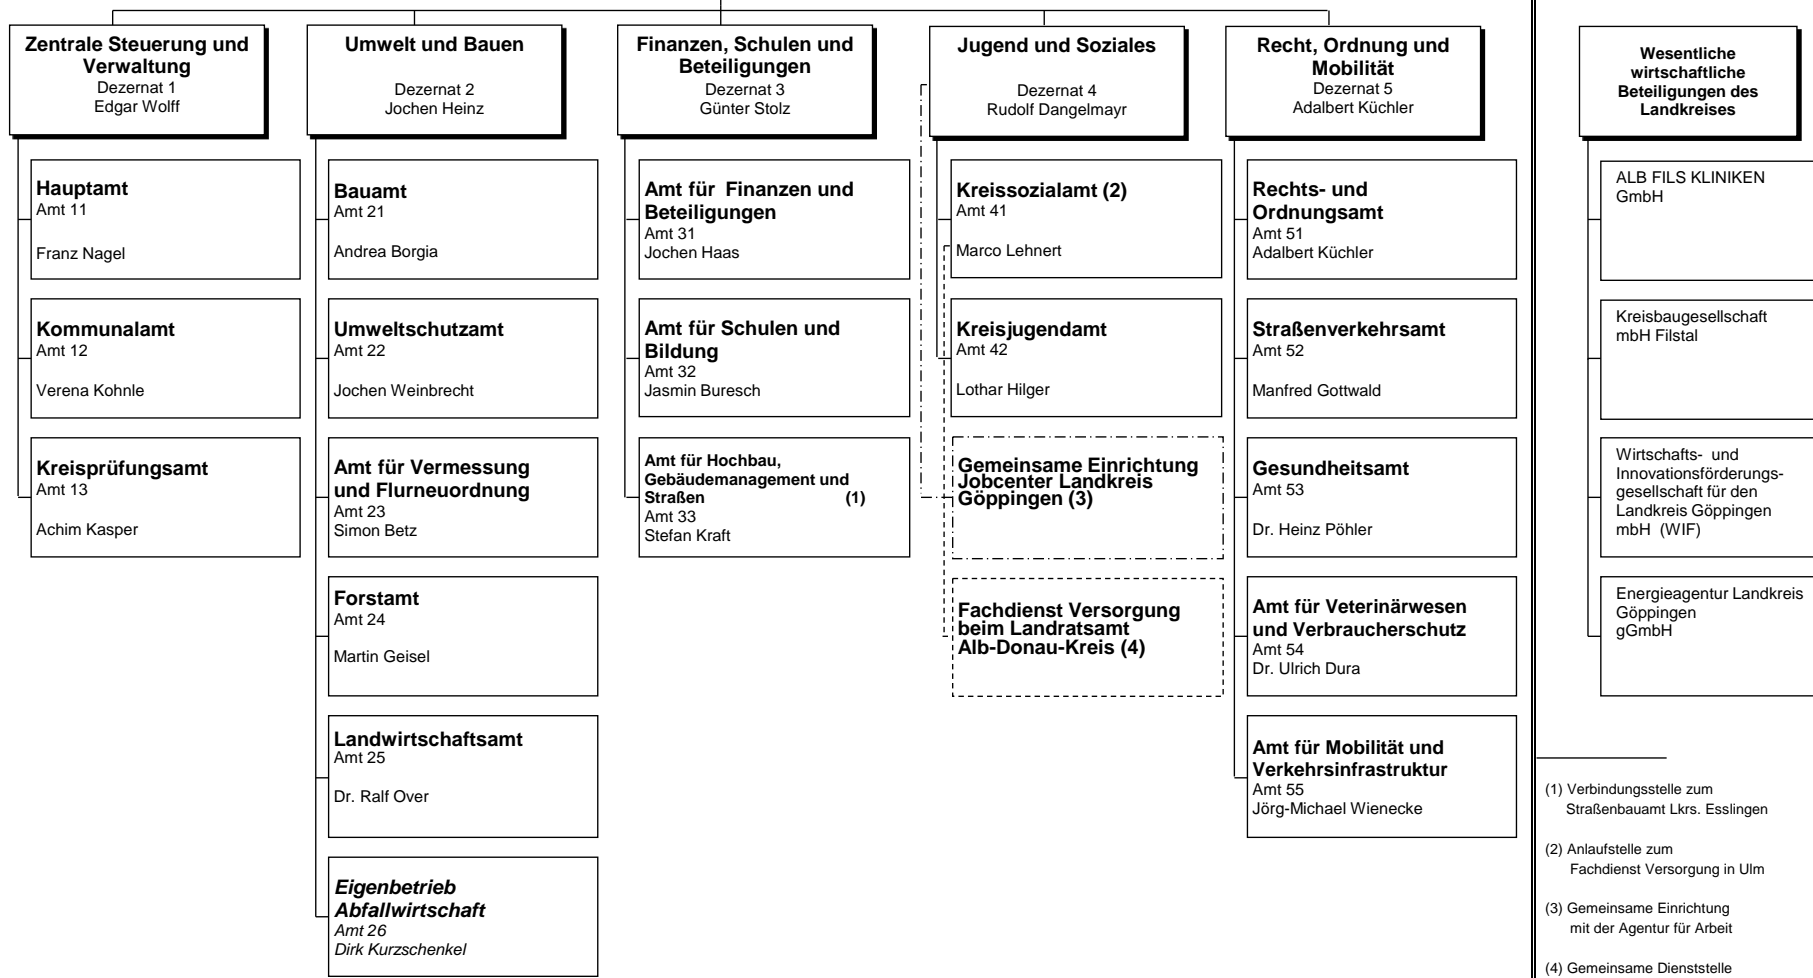 Zentrale Steuerung und
Verwaltung
Dezernat 1
Edgar Wolff
Hauptamt
Amt 11
Franz Nagel
Kommunalamt
Amt 12
Verena Kohnle
Kreisprüfungsamt
Amt 13
Achim Kasper
Umwelt und Bauen
Dezernat 2
Jochen Heinz
Bauamt
Amt 21
Andrea Borgia
Umweltschutzamt
Amt 22
Jochen Weinbrecht
Amt für Vermessung
und Flurneuordnung
Amt 23
Simon Betz
Forstamt
Amt 24
Martin Geisel
Landwirtschaftsamt
Amt 25
Dr. Ralf Over
Eigenbetrieb
Abfallwirtschaft
Amt 26
Dirk Kurzschenkel
Finanzen, Schulen und
Beteiligungen
Dezernat 3
Günter Stolz
Amt für Finanzen und
Beteiligungen
Amt 31
Jochen Haas
Amt für Schulen und
Bildung
Amt 32
Jasmin Buresch
Amt für Hochbau,
Gebäudemanagement und
Straßen (1)
Amt 33
Stefan Kraft
Jugend und Soziales
Dezernat 4
Rudolf Dangelmayr
Kreissozialamt (2)
Amt 41
Marco Lehnert
Kreisjugendamt
Amt 42
Lothar Hilger
Gemeinsame Einrichtung
Jobcenter Landkreis
Göppingen (3)
Fachdienst Versorgung
beim Landratsamt
Alb-Donau-Kreis (4)
Recht, Ordnung und
Mobilität
Dezernat 5
Adalbert Küchler
Rechts- und
Ordnungsamt
Amt 51
Adalbert Küchler
Straßenverkehrsamt
Amt 52
Manfred Gottwald
Gesundheitsamt
Amt 53
Dr. Heinz Pöhler
Amt für Veterinärwesen
und Verbraucherschutz
Amt 54
Dr. Ulrich Dura
Amt für Mobilität und
Verkehrsinfrastruktur
Amt 55
Jörg-Michael Wienecke
Wesentliche
wirtschaftliche
Beteiligungen des
Landkreises
ALB FILS KLINIKEN
GmbH
Kreisbaugesellschaft
mbH Filstal
Wirtschafts- und
Innovationsförderungs-
gesellschaft für den
Landkreis Göppingen
mbH (WIF)
Energieagentur Landkreis
Göppingen
gGmbH
(1) Verbindungsstelle zum
Straßenbauamt Lkrs. Esslingen
(2) Anlaufstelle zum
Fachdienst Versorgung in Ulm
(3) Gemeinsame Einrichtung
mit der Agentur für Arbeit
(4) Gemeinsame Dienststelle